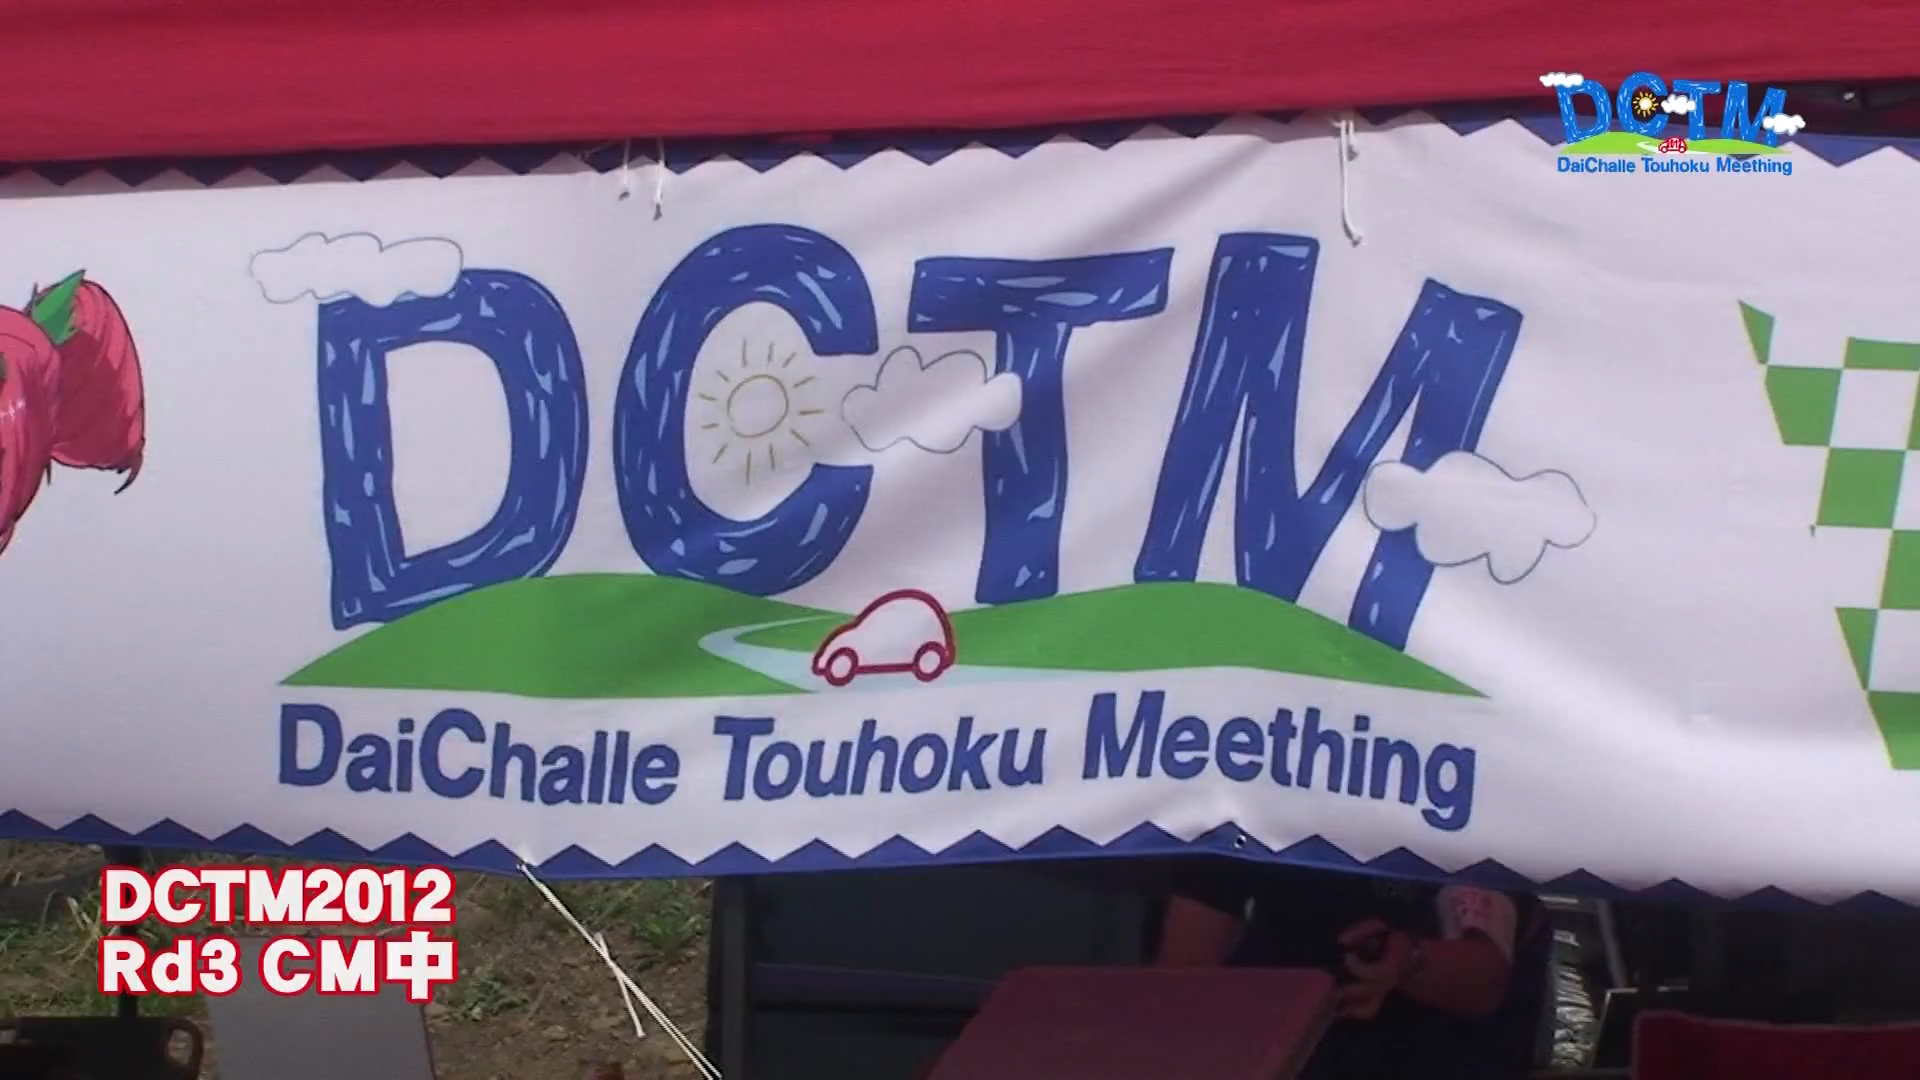 DCTM
DaiChalle Touhoku Meething
DCTM
DaiChalle Touhoku Meething
DCTM2012
Rd3 CM中